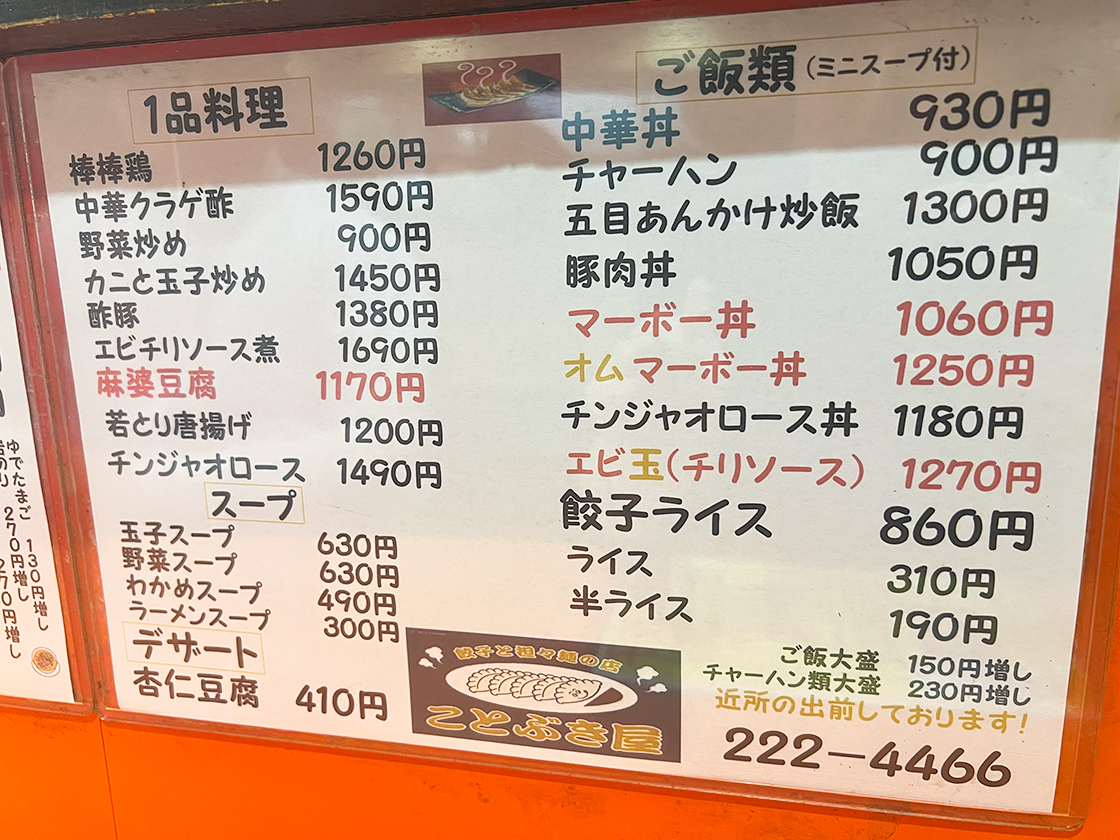 1品料理
棒棒鶏 1260円
中華クラゲ酢 1590円
野菜炒め 900円
カニと玉子炒め 1450円
酢豚 1380円
エビチリソース煮 1690円
麻婆豆腐 1170円
若とり唐揚げ 1200円
チンジャオロース 1490円
スープ
玉子スープ 630円
野菜スープ 630円
わかめスープ 490円
ラーメンスープ 300円
デザート
杏仁豆腐 410円
ご飯類(ミニスープ付)
中華丼 930円
チャーハン 900円
五目あんかけ炒飯 1300円
豚肉丼 1050円
マーボー丼 1060円
オムマーボー丼 1250円
チンジャオロース丼 1180円
エビ玉(チリソース) 1270円
餃子ライス 860円
ライス 310円
半ライス 190円
ご飯大盛 150円増し
チャーハン類大盛 230円増し
近所の出前しております!
222-4466
餃子と担々麺の店
ことぶき屋
ゆでたまご 130円増し
270円増し
70円増し